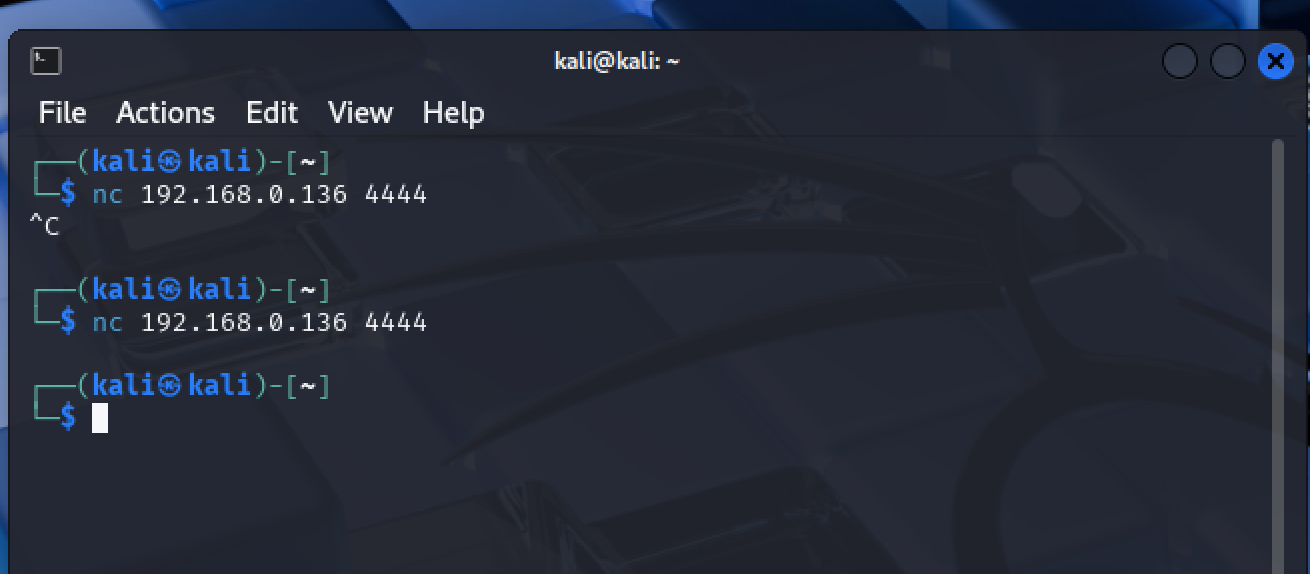 kali@kali: ~
File Actions Edit View Help
┌──(kali㉿kali)-[~]
└─$ nc 192.168.0.136 4444
^C
┌──(kali㉿kali)-[~]
└─$ nc 192.168.0.136 4444
┌──(kali㉿kali)-[~]
└─$